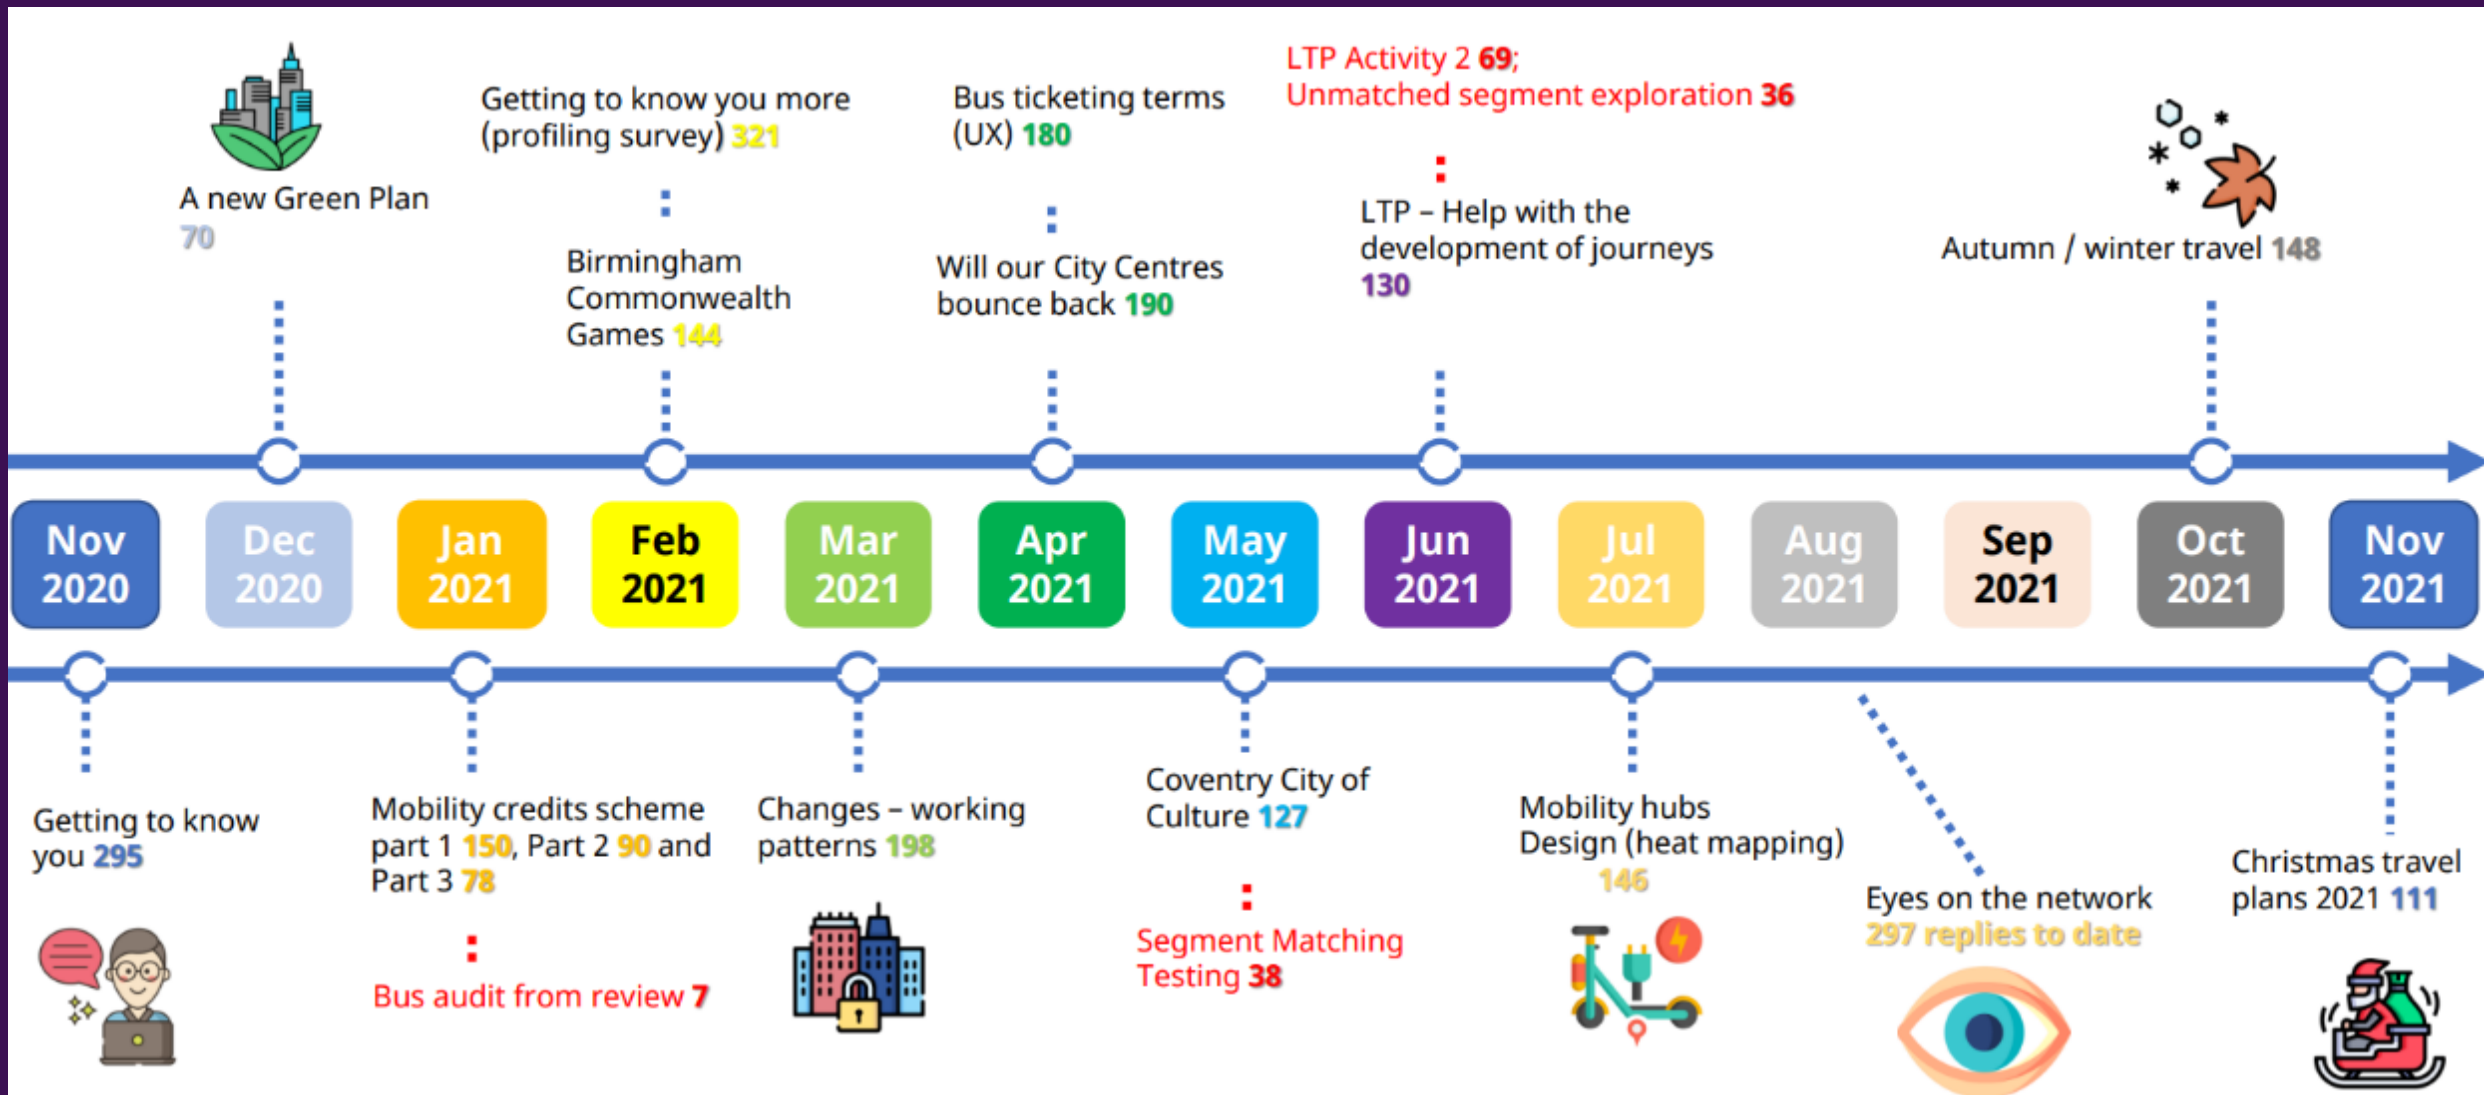 LTP Activity 2 69;
Unmatched segment exploration 36
Getting to know you more
(profiling survey) 321
Bus ticketing terms
(UX) 180
A new Green Plan
70
LTP – Help with the
development of journeys
130
Birmingham
Commonwealth
Games 144
Will our City Centres
bounce back 190
Autumn / winter travel 148
Nov
2020
Dec
2020
Jan
2021
Feb
2021
Mar
2021
Apr
2021
May
2021
Jun
2021
Jul
2021
Aug
2021
Sep
2021
Oct
2021
Nov
2021
Getting to know
you 295
Mobility credits scheme
part 1 150, Part 2 90 and
Part 3 78
Bus audit from review 7
Changes – working
patterns 198
Coventry City of
Culture 127
Segment Matching
Testing 38
Mobility hubs
Design (heat mapping)
146
Eyes on the network
297 replies to date
Christmas travel
plans 2021 111